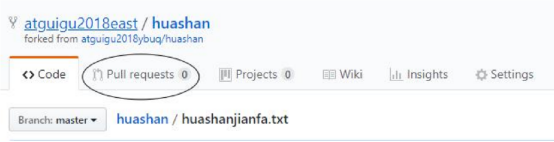 atguigu2018east / huashan
forked from atguigu2018ybuq/huashan
<> Code Pull requests 0 Projects 0 Wiki Insights Settings
Branch: master huashan / huashanjianfa.txt